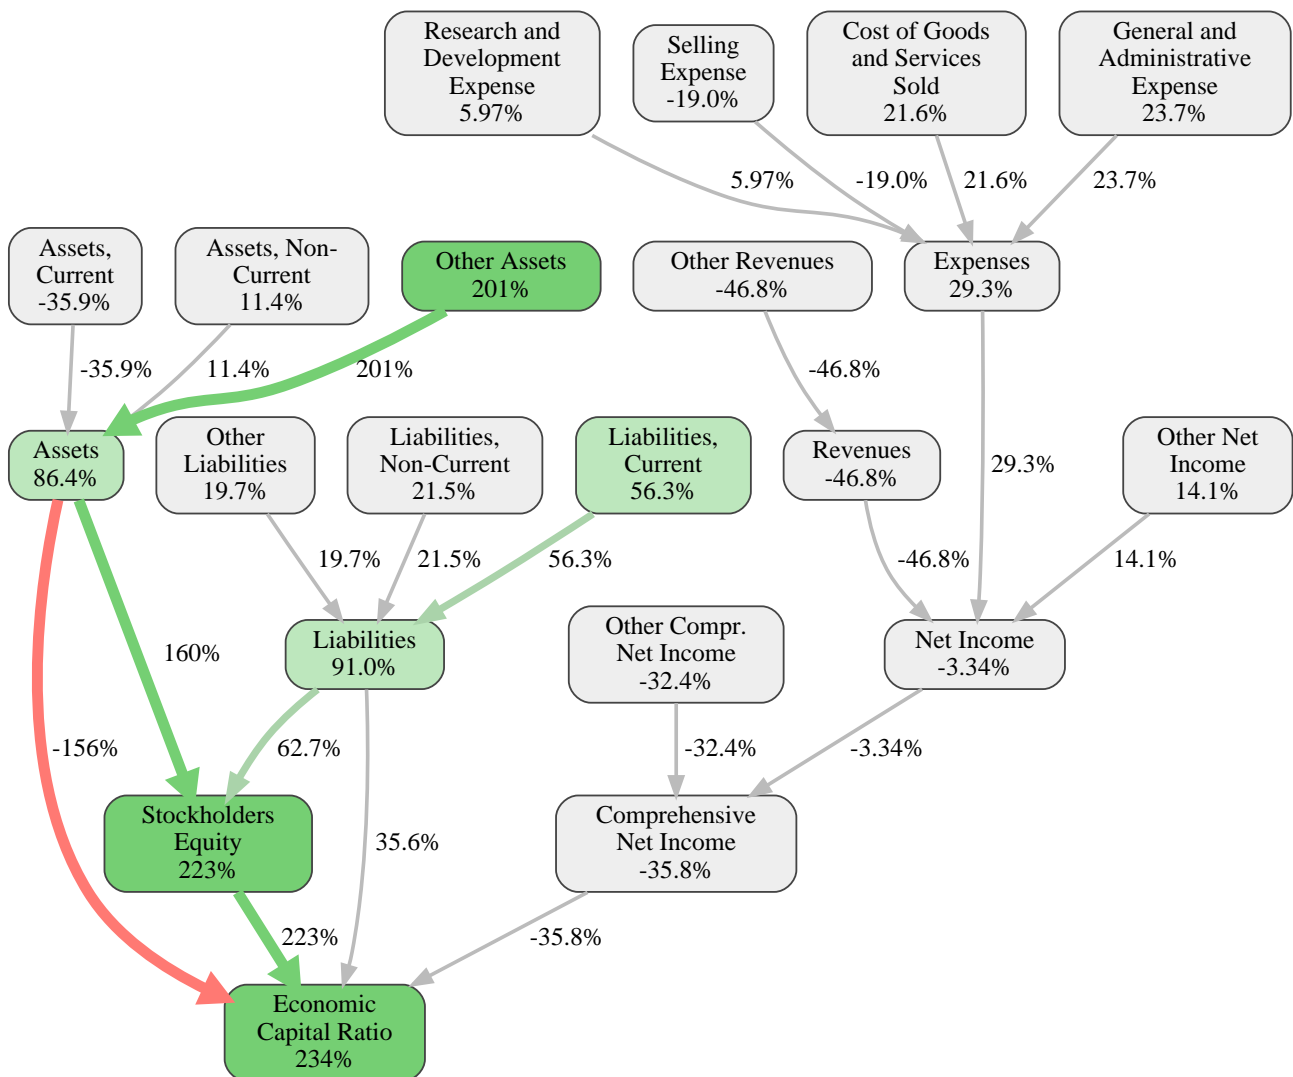 Research and
Development
Expense
5.97%
Selling
Expense
-19.0%
Cost of Goods
and Services
Sold
21.6%
General and
Administrative
Expense
23.7%
5.97%
-19.0%
21.6%
23.7%
Assets,
Current
-35.9%
Assets, Non-
Current
11.4%
Other Assets
201%
Other Revenues
-46.8%
Expenses
29.3%
-35.9%
11.4%
201%
-46.8%
Assets
86.4%
Other
Liabilities
19.7%
Liabilities,
Non-Current
21.5%
Liabilities,
Current
56.3%
Revenues
-46.8%
29.3%
Other Net
Income
14.1%
19.7%
21.5%
56.3%
-46.8%
14.1%
160%
Liabilities
91.0%
Other Compr.
Net Income
-32.4%
Net Income
-3.34%
-156%
62.7%
-32.4%
-3.34%
Stockholders
Equity
223%
35.6%
Comprehensive
Net Income
-35.8%
223%
-35.8%
Economic
Capital Ratio
234%